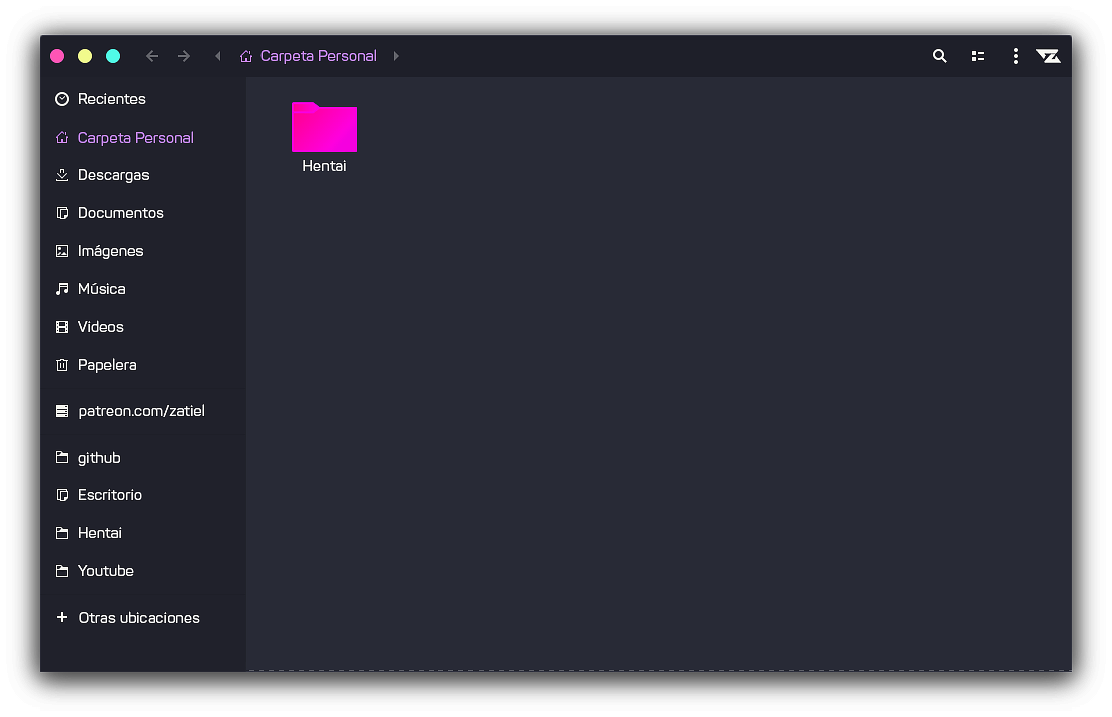 Carpeta Personal
Recientes
Carpeta Personal
Descargas
Documentos
Imágenes
Música
Videos
Papelera
patreon.com/zatiel
github
Escritorio
Hentai
Youtube
Otras ubicaciones
Hentai